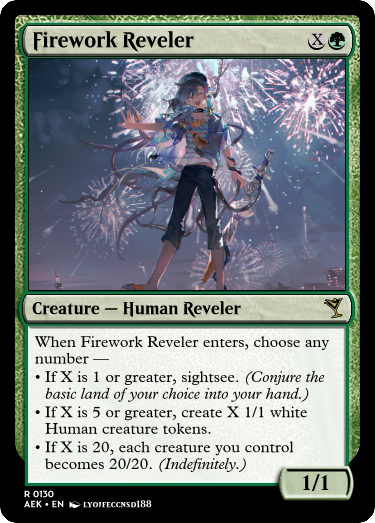 Firework Reveler X
Creature — Human Reveler
When Firework Reveler enters, choose any
number —
• If X is 1 or greater, sightsee. (Conjure the
basic land of your choice into your hand.)
• If X is 5 or greater, create X 1/1 white
Human creature tokens.
• If X is 20, each creature you control
becomes 20/20. (Indefinitely.)
1/1
R 0130
AEK • EN LYOJFECCNSD188